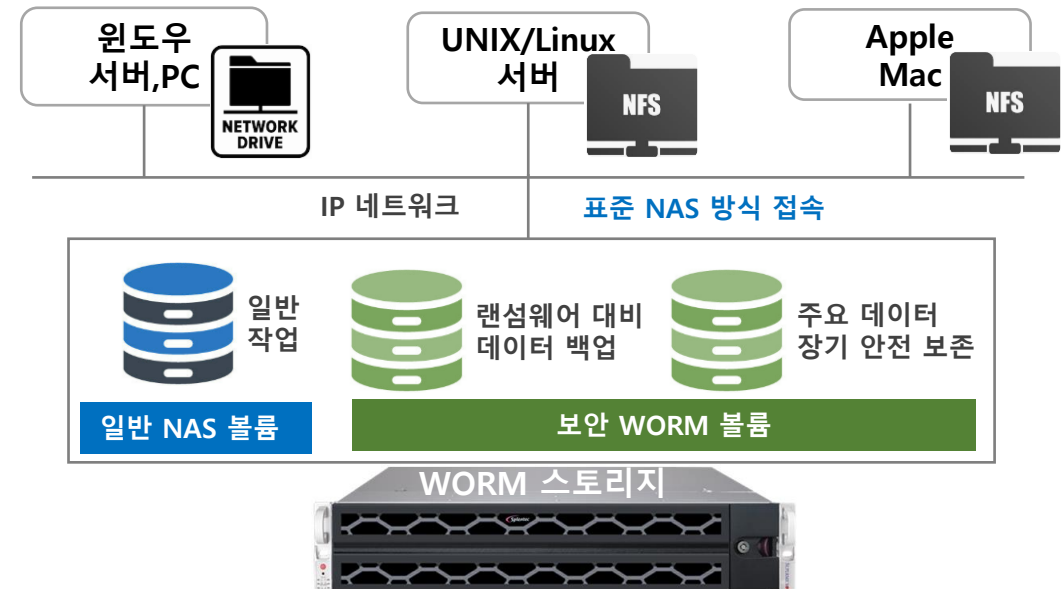 윈도우
서버,PC
NETWORK
DRIVE
UNIX/Linux
서버
NFS
Apple
Mac
NFS
IP 네트워크
표준 NAS 방식 접속
일반
작업
랜섬웨어 대비
데이터 백업
주요 데이터
장기 안전 보존
일반 NAS 볼륨
보안 WORM 볼륨
WORM 스토리지